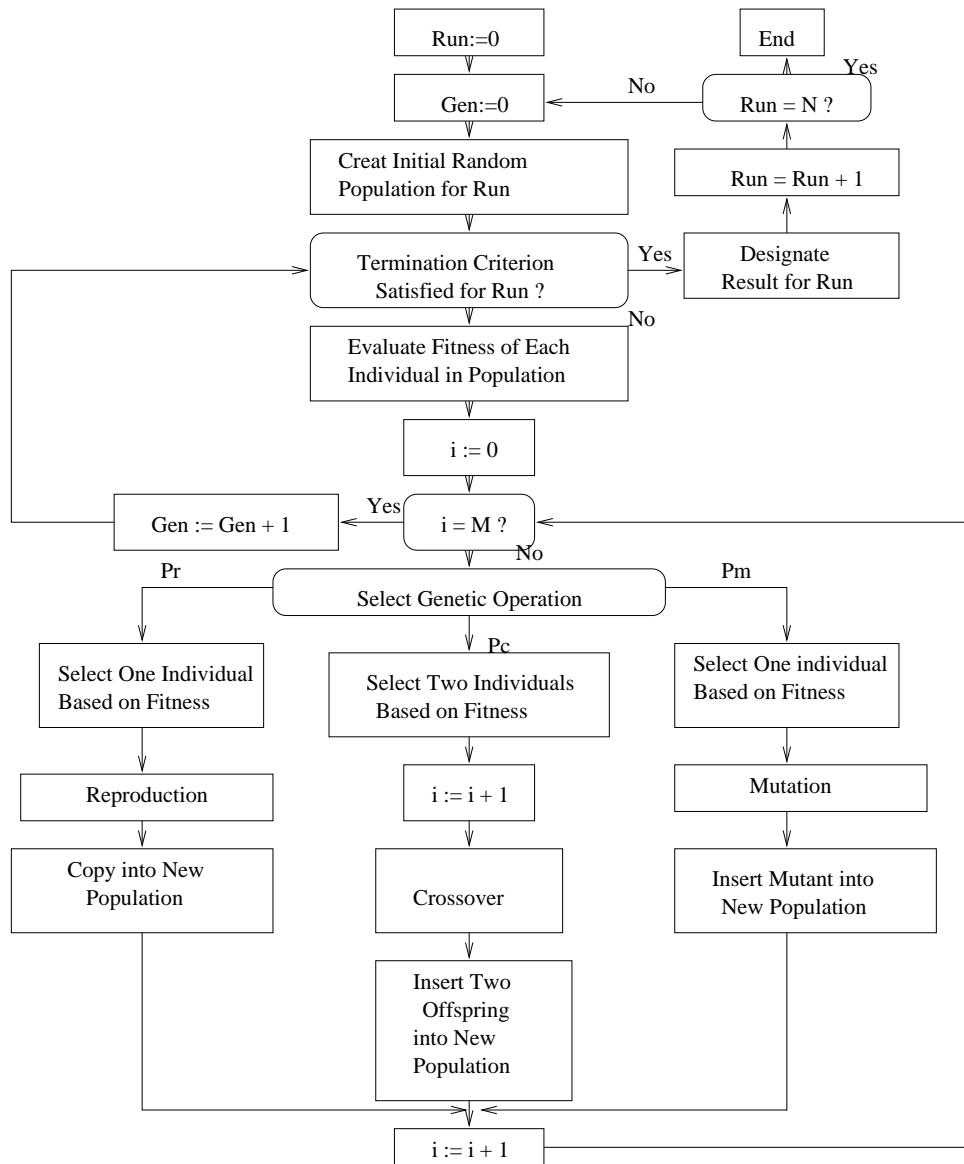 Run:=0
End
Yes
No
Gen:=0
Run = N ?
Creat Initial Random
Population for Run
Run = Run + 1
Termination Criterion
Satisfied for Run ?
Yes
Designate
Result for Run
No
Evaluate Fitness of Each
Individual in Population
i := 0
Gen := Gen + 1
Yes
i = M ?
No
Pr
Select Genetic Operation
Pm
Pc
Select One Individual
Based on Fitness
Select Two Individuals
Based on Fitness
Select One individual
Based on Fitness
Reproduction
i := i + 1
Mutation
Copy into New
Population
Crossover
Insert Mutant into
New Population
Insert Two
Offspring
into New
Population
i := i + 1